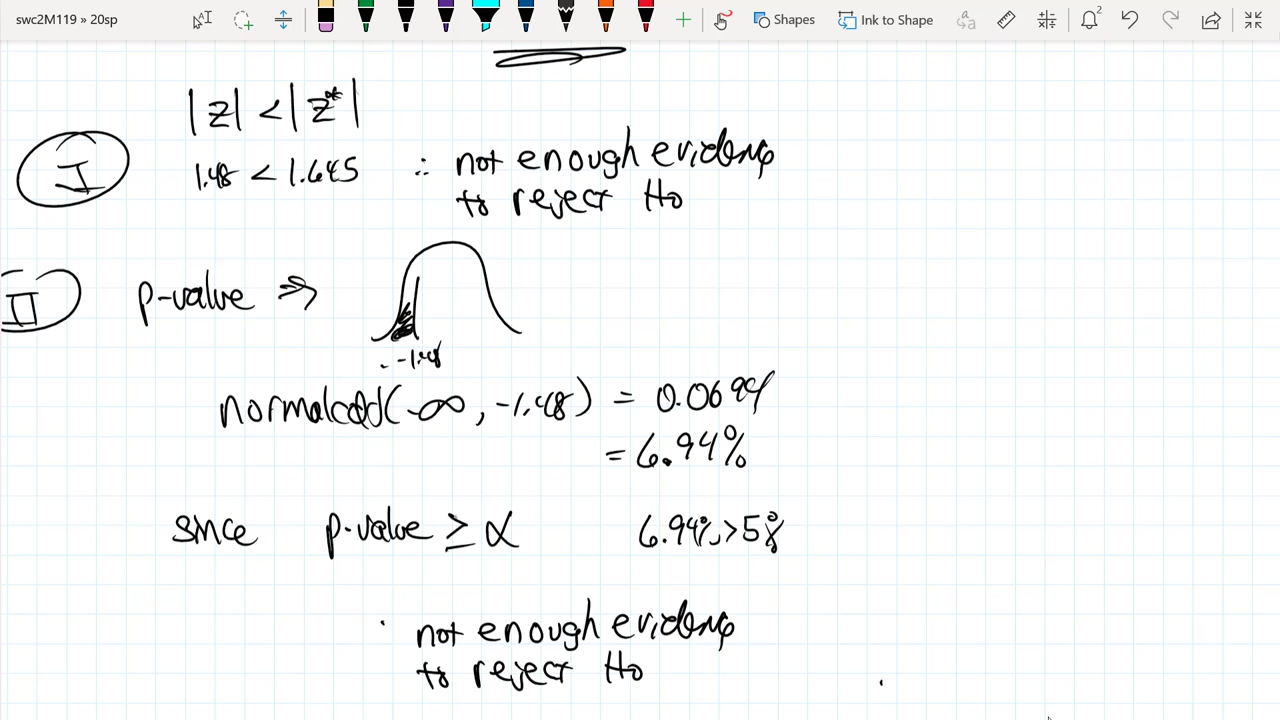 swc2M119 » 20sp
Shapes
Ink to Shape
2
|z| < |z*|
I
1.48 < 1.645 ∴ not enough evidence
to reject Ho
II
p-value ⇒
-1.48
normalcdf(-∞, -1.48) = 0.0694
= 6.94%
since p-value ≥ α 6.94% > 5%
not enough evidence
to reject Ho